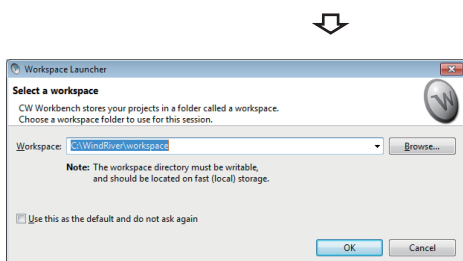 Workspace Launcher
Select a workspace
CW Workbench stores your projects in a folder called a workspace.
Choose a workspace folder to use for this session.
Workspace: C:\WindRiver\workspace Browse...
Note: The workspace directory must be writable,
and should be located on fast (local) storage.
Use this as the default and do not ask again
OK Cancel